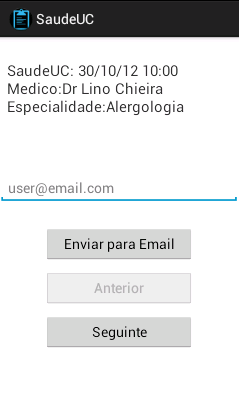 SaudeUC
SaudeUC: 30/10/12 10:00
Medico:Dr Lino Chieira
Especialidade:Alergologia
user@email.com
Enviar para Email
Anterior
Seguinte